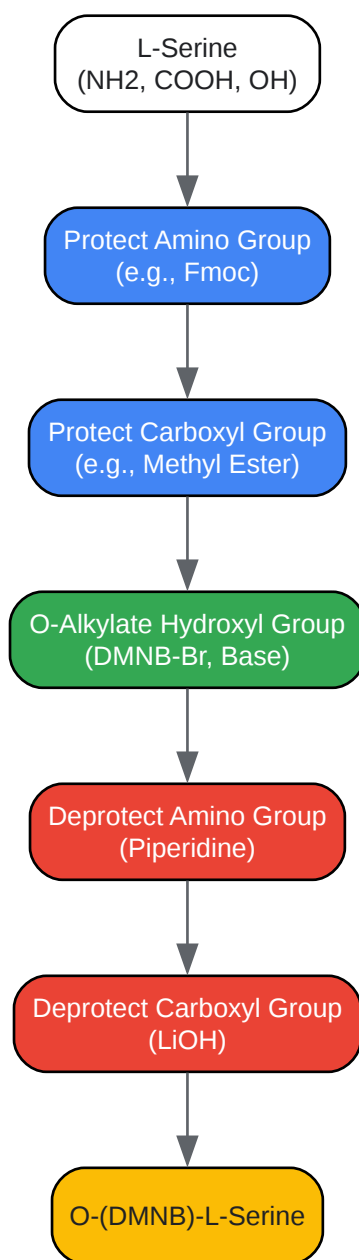 L-Serine
(NH2, COOH, OH)
Protect Amino Group
(e.g., Fmoc)
Protect Carboxyl Group
(e.g., Methyl Ester)
O-Alkylate Hydroxyl Group
(DMNB-Br, Base)
Deprotect Amino Group
(Piperidine)
Deprotect Carboxyl Group
(LiOH)
O-(DMNB)-L-Serine